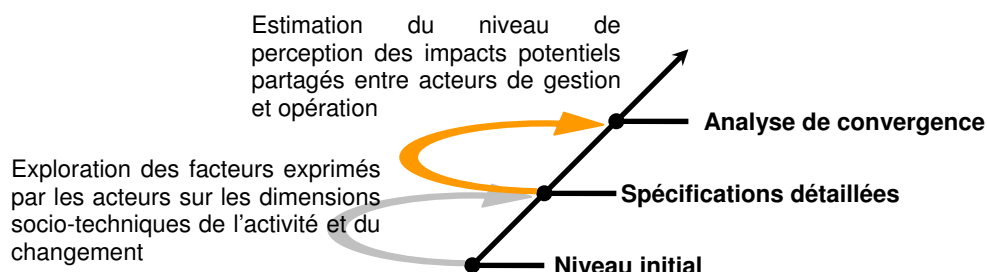 Estimation du niveau de
perception des impacts potentiels
partagés entre acteurs de gestion
et opération
Analyse de convergence
Exploration des facteurs exprimés
par les acteurs sur les dimensions
socio-techniques de l'activité et du
changement
Spécifications détaillées
Niveau initial